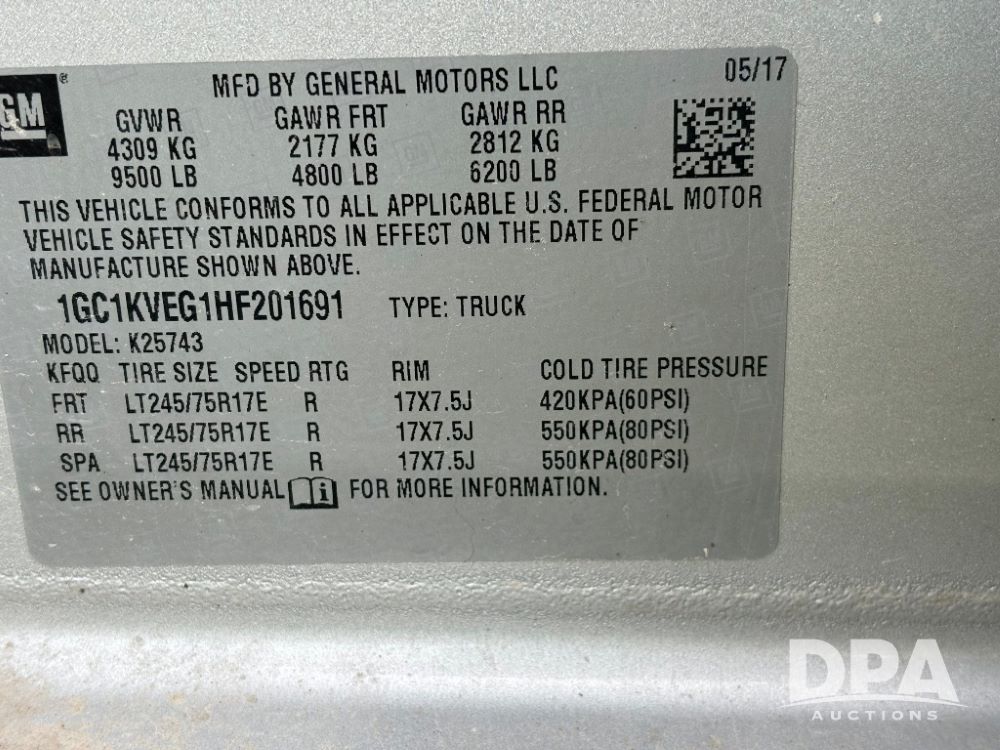 GM ®
MFD BY GENERAL MOTORS LLC 05/17
GVWR GAWR FRT GAWR RR
4309 KG 2177 KG 2812 KG
9500 LB 4800 LB 6200 LB
THIS VEHICLE CONFORMS TO ALL APPLICABLE U.S. FEDERAL MOTOR
VEHICLE SAFETY STANDARDS IN EFFECT ON THE DATE OF
MANUFACTURE SHOWN ABOVE.
1GC1KVEG1HF201691 TYPE: TRUCK
MODEL: K25743
KFQQ TIRE SIZE SPEED RTG RIM COLD TIRE PRESSURE
FRT LT245/75R17E R 17X7.5J 420KPA(60PSI)
RR LT245/75R17E R 17X7.5J 550KPA(80PSI)
SPA LT245/75R17E R 17X7.5J 550KPA(80PSI)
SEE OWNER'S MANUAL i FOR MORE INFORMATION.
DPA
AUCTIONS